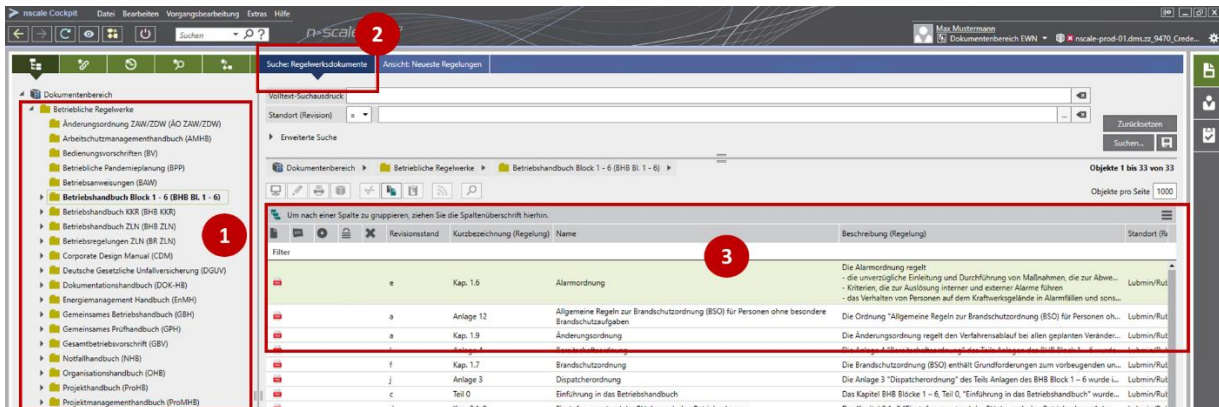 nscale Cockpit Datei Bearbeiten Vorgangsbearbeitung Extras Hilfe
Suchen
?
n-scale
2
Max Mustermann
Dokumentenbereich EWN
nscale-prod-01.dms.zz_9470_Crede...
Suche: Regelwerksdokumente Ansicht: Neueste Regelungen
Dokumentenbereich
Betriebliche Regelwerke
Änderungsordnung ZAW/ZDW (ÄO ZAW/ZDW)
Arbeitschutzmanagementhandbuch (AMHB)
Bedienungsvorschriften (BV)
Betriebliche Pandemieplanung (BPP)
Betriebsanweisungen (BAW)
Betriebshandbuch Block 1 - 6 (BHB Bl. 1 - 6)
Betriebshandbuch KKR (BHB KKR)
Betriebshandbuch ZLN (BHB ZLN)
Betriebsregelungen ZLN (BR ZLN)
Corporate Design Manual (CDM)
Deutsche Gesetzliche Unfallversicherung (DGUV)
Dokumentationshandbuch (DOK-HB)
Energiemanagement Handbuch (EnMH)
Gemeinsames Betriebshandbuch (GBH)
Gemeinsames Prüfhandbuch (GPH)
Gesamtbetriebsvorschrift (GBV)
Notfallhandbuch (NHB)
Organisationshandbuch (OHB)
Projekthandbuch (ProHB)
Projektmanagementhandbuch (ProMHB)
1
Volltext-Suchausdruck
Standort (Revision) =
...
Erweiterte Suche
Zurücksetzen
Suchen...
Dokumentenbereich Betriebliche Regelwerke Betriebshandbuch Block 1 - 6 (BHB Bl. 1 - 6)
Objekte 1 bis 33 von 33
Objekte pro Seite 1000
Um nach einer Spalte zu gruppieren, ziehen Sie die Spaltenüberschrift hierhin.
Revisionsstand Kurzbezeichnung (Regelung) Name Beschreibung (Regelung) Standort (Re
3
Filter
e Kap. 1.6 Alarmordnung
Die Alarmordnung regelt
- die unverzügliche Einleitung und Durchführung von Maßnahmen, die zur Abwe...
- Kriterien, die zur Auslösung interner und externer Alarme führen
- das Verhalten von Personen auf dem Kraftwerksgelände in Alarmfällen und sons...
Lubmin/Rub
a Anlage 12 Allgemeine Regeln zur Brandschutzordnung (BSO) für Personen ohne besondere Brandschutzaufgaben Die Ordnung "Allgemeine Regeln zur Brandschutzordnung (BSO) für Personen oh... Lubmin/Rub
a Kap. 1.9 Änderungsordnung Die Änderungsordnung regelt den Verfahrensablauf bei allen geplanten Veränder... Lubmin/Rub
f Kap. 1.7 Brandschutzordnung Die Brandschutzordnung (BSO) enthält Grundforderungen zum vorbeugenden un... Lubmin/Rub
j Anlage 3 Dispatcherordnung Die Anlage 3 "Dispatcherordnung" des Teils Anlagen des BHB Block 1 – 6 wurde i... Lubmin/Rub
c Teil 0 Einführung in das Betriebshandbuch Das Kapitel BHB Blöcke 1 – 6, Teil 0, "Einführung in das Betriebshandbuch" wurde... Lubmin/Rub